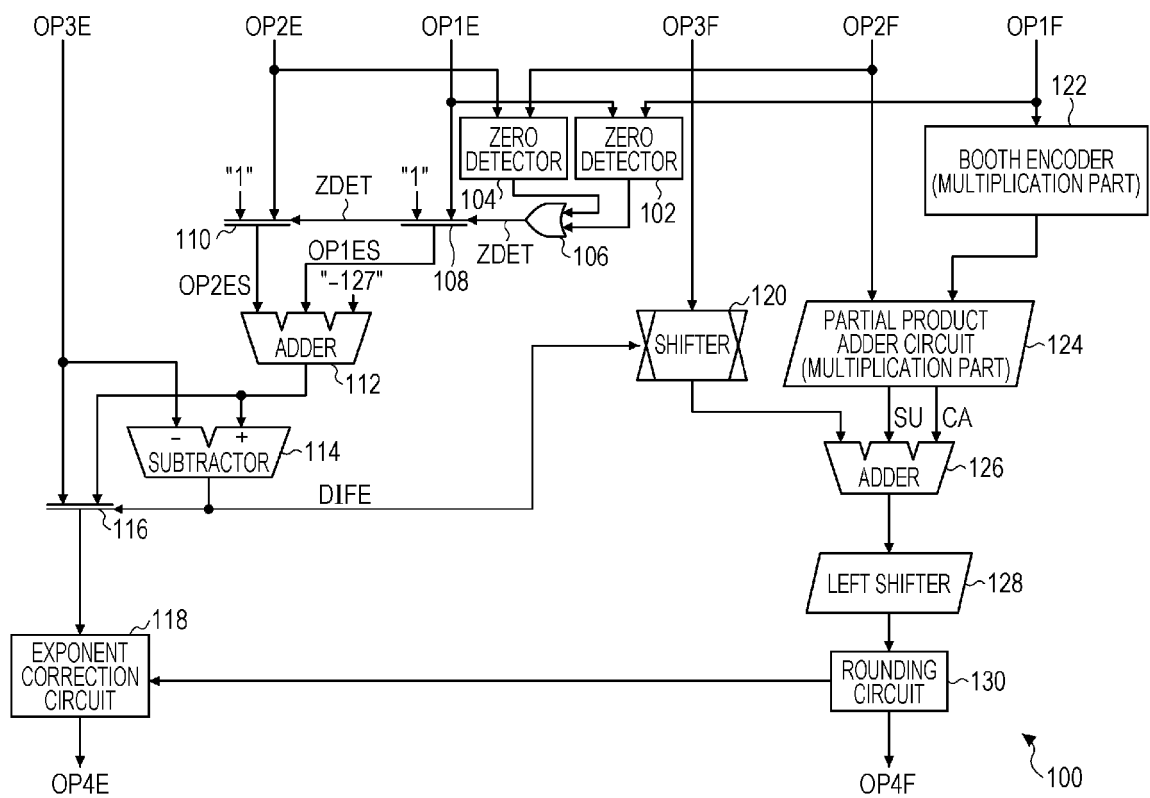 OP3E OP2E OP1E OP3F OP2F OP1F
122
ZERO
DETECTOR
104
ZERO
DETECTOR
102
BOOTH ENCODER
(MULTIPLICATION PART)
"1" ZDET "1"
110 108 ZDET 106
OP1ES
OP2ES "-127"
ADDER
112
120
SHIFTER
PARTIAL PRODUCT
ADDER CIRCUIT
(MULTIPLICATION PART)
124
SU CA
- +
SUBTRACTOR
114
ADDER
126
DIFE
116
LEFT SHIFTER
128
118
EXPONENT
CORRECTION
CIRCUIT
ROUNDING
CIRCUIT
130
OP4E OP4F
100